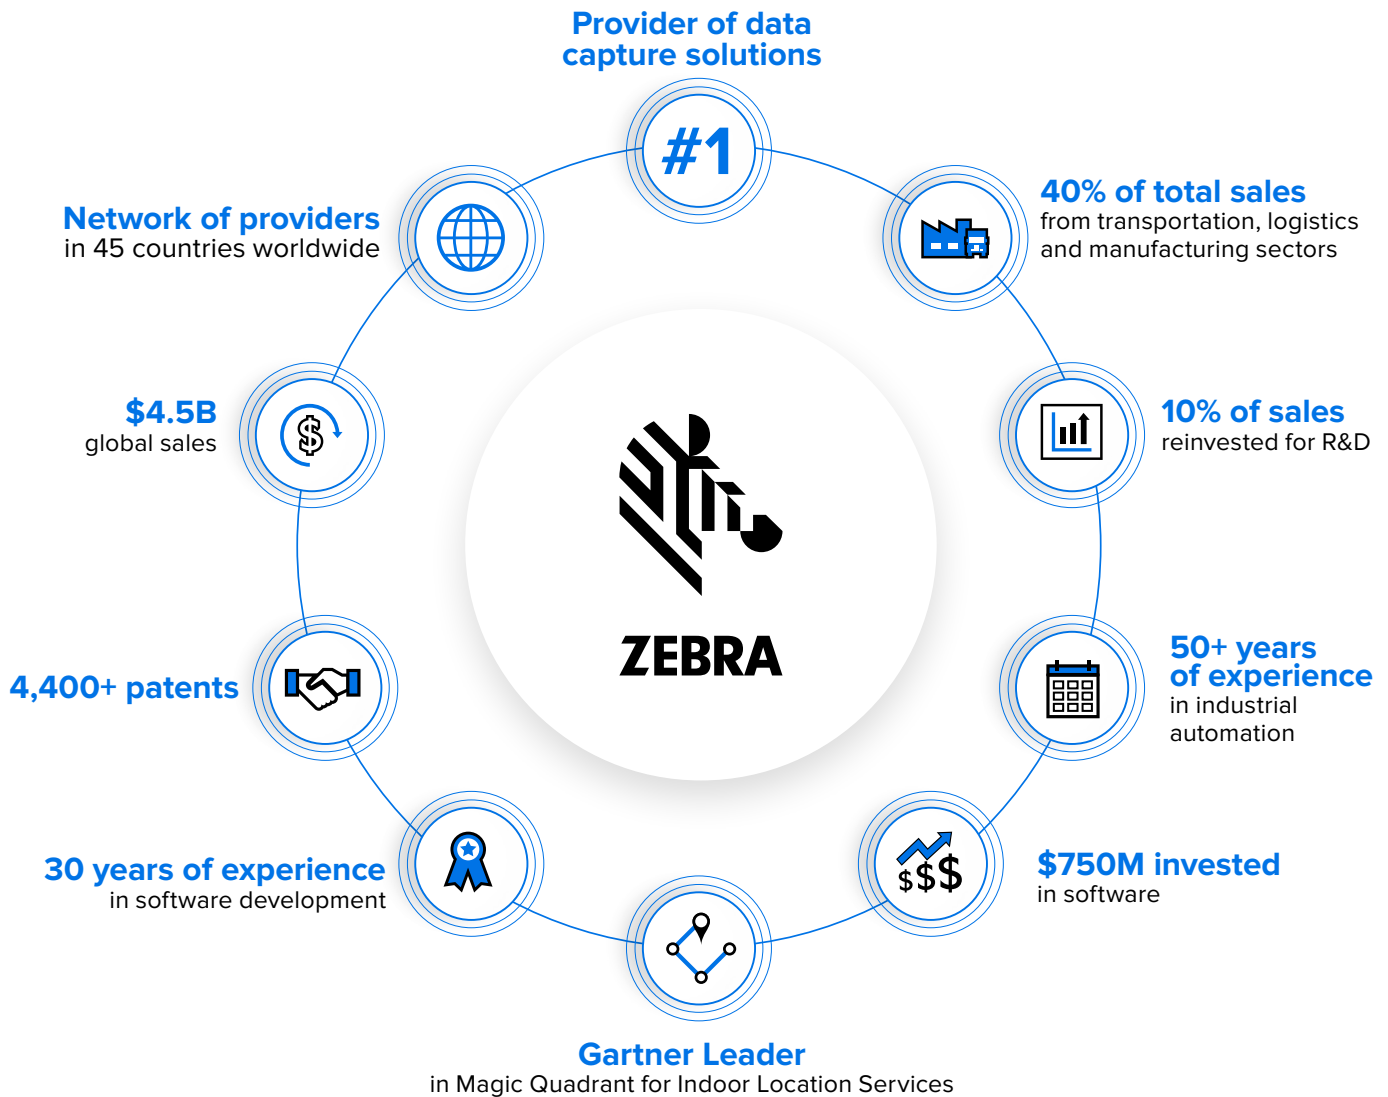 Provider of data
capture solutions
#1
40% of total sales
from transportation, logistics
and manufacturing sectors
10% of sales
reinvested for R&D
50+ years
of experience
in industrial
automation
$750M invested
in software
$$$
Gartner Leader
in Magic Quadrant for Indoor Location Services
30 years of experience
in software development
4,400+ patents
$4.5B
global sales
$
Network of providers
in 45 countries worldwide
ZEBRA